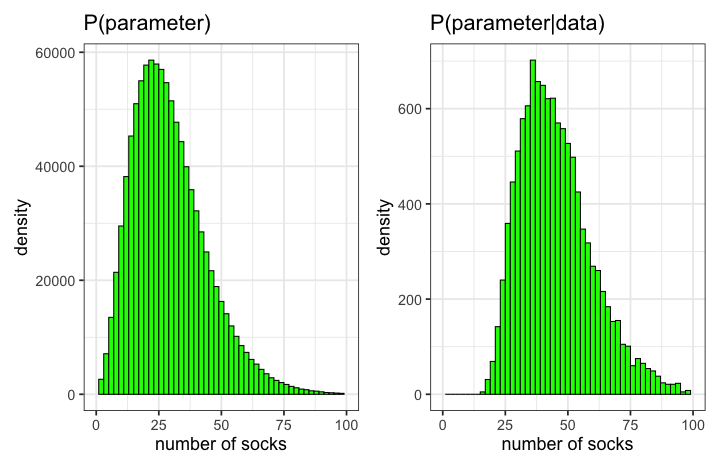 P(parameter)
60000
40000
20000
0
density
0 25 50 75 100
number of socks
P(parameter|data)
600
400
200
0
density
0 25 50 75 100
number of socks